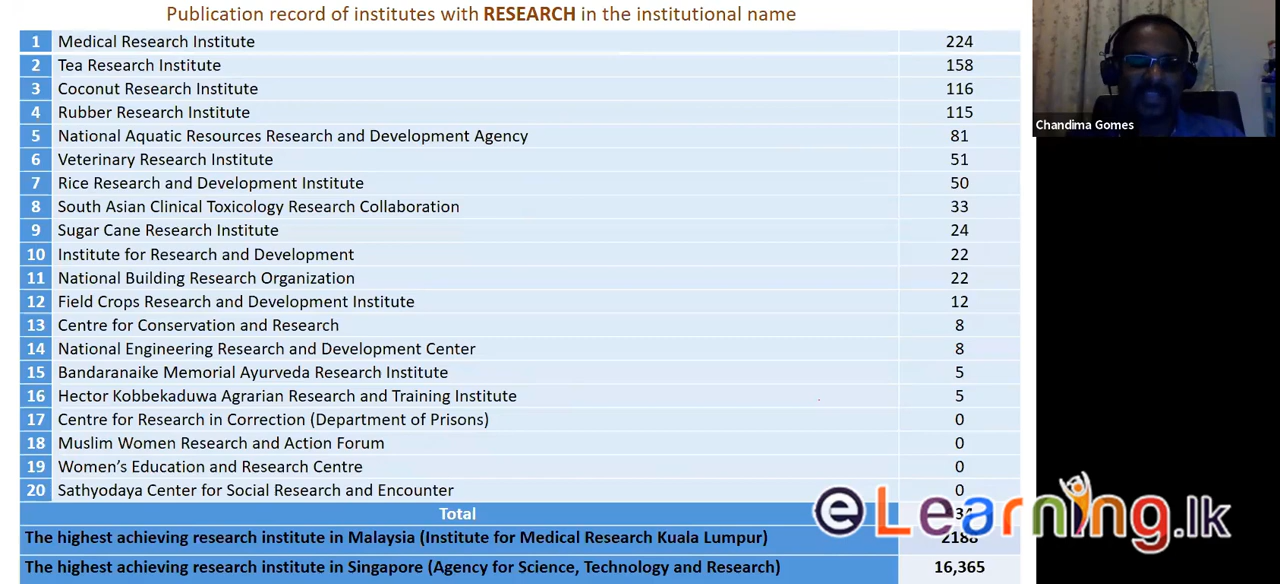 Publication record of institutes with RESEARCH in the institutional name
1 Medical Research Institute 224
2 Tea Research Institute 158
3 Coconut Research Institute 116
4 Rubber Research Institute 115
5 National Aquatic Resources Research and Development Agency 81
6 Veterinary Research Institute 51
7 Rice Research and Development Institute 50
8 South Asian Clinical Toxicology Research Collaboration 33
9 Sugar Cane Research Institute 24
10 Institute for Research and Development 22
11 National Building Research Organization 22
12 Field Crops Research and Development Institute 12
13 Centre for Conservation and Research 8
14 National Engineering Research and Development Center 8
15 Bandaranaike Memorial Ayurveda Research Institute 5
16 Hector Kobbekaduwa Agrarian Research and Training Institute 5
17 Centre for Research in Correction (Department of Prisons) 0
18 Muslim Women Research and Action Forum 0
19 Women's Education and Research Centre 0
20 Sathyodaya Center for Social Research and Encounter 0
Total
The highest achieving research institute in Malaysia (Institute for Medical Research Kuala Lumpur) 2188
The highest achieving research institute in Singapore (Agency for Science, Technology and Research) 16,365
Chandima Gomes
eLearning.lk